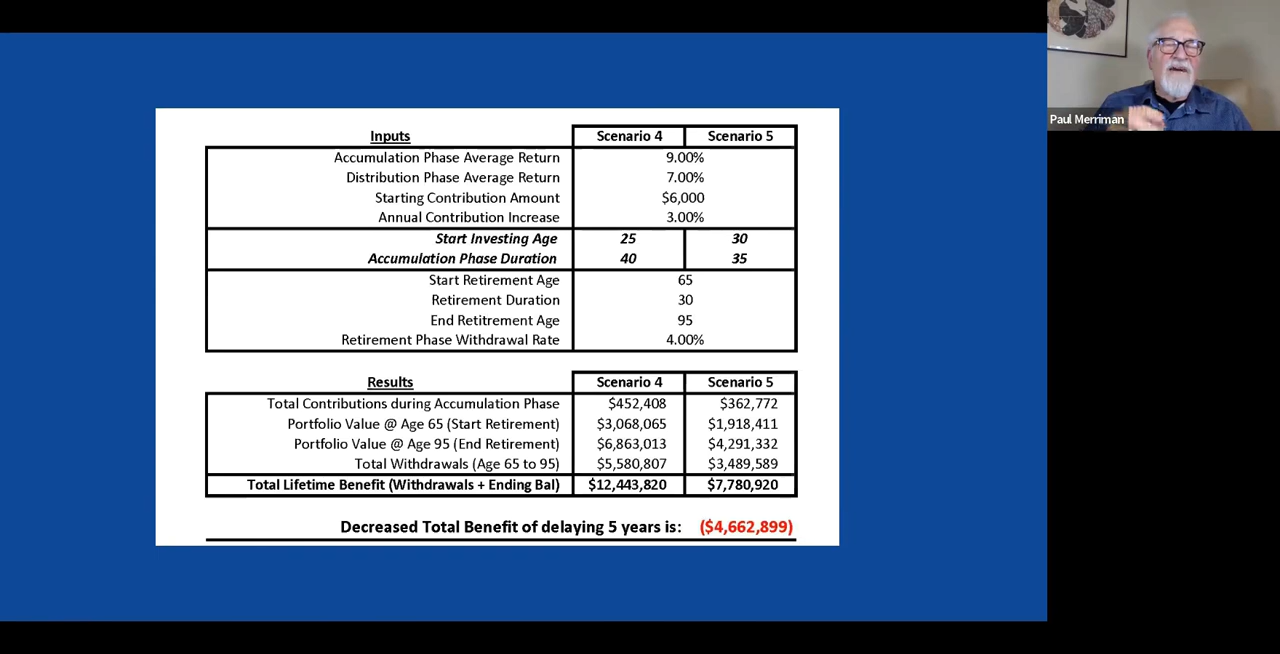 Inputs Scenario 4 Scenario 5
Accumulation Phase Average Return 9.00%
Distribution Phase Average Return 7.00%
Starting Contribution Amount $6,000
Annual Contribution Increase 3.00%
Start Investing Age 25 30
Accumulation Phase Duration 40 35
Start Retirement Age 65
Retirement Duration 30
End Retitrement Age 95
Retirement Phase Withdrawal Rate 4.00%
Results Scenario 4 Scenario 5
Total Contributions during Accumulation Phase $452,408 $362,772
Portfolio Value @ Age 65 (Start Retirement) $3,068,065 $1,918,411
Portfolio Value @ Age 95 (End Retirement) $6,863,013 $4,291,332
Total Withdrawals (Age 65 to 95) $5,580,807 $3,489,589
Total Lifetime Benefit (Withdrawals + Ending Bal) $12,443,820 $7,780,920
Decreased Total Benefit of delaying 5 years is: ($4,662,899)
Paul Merriman